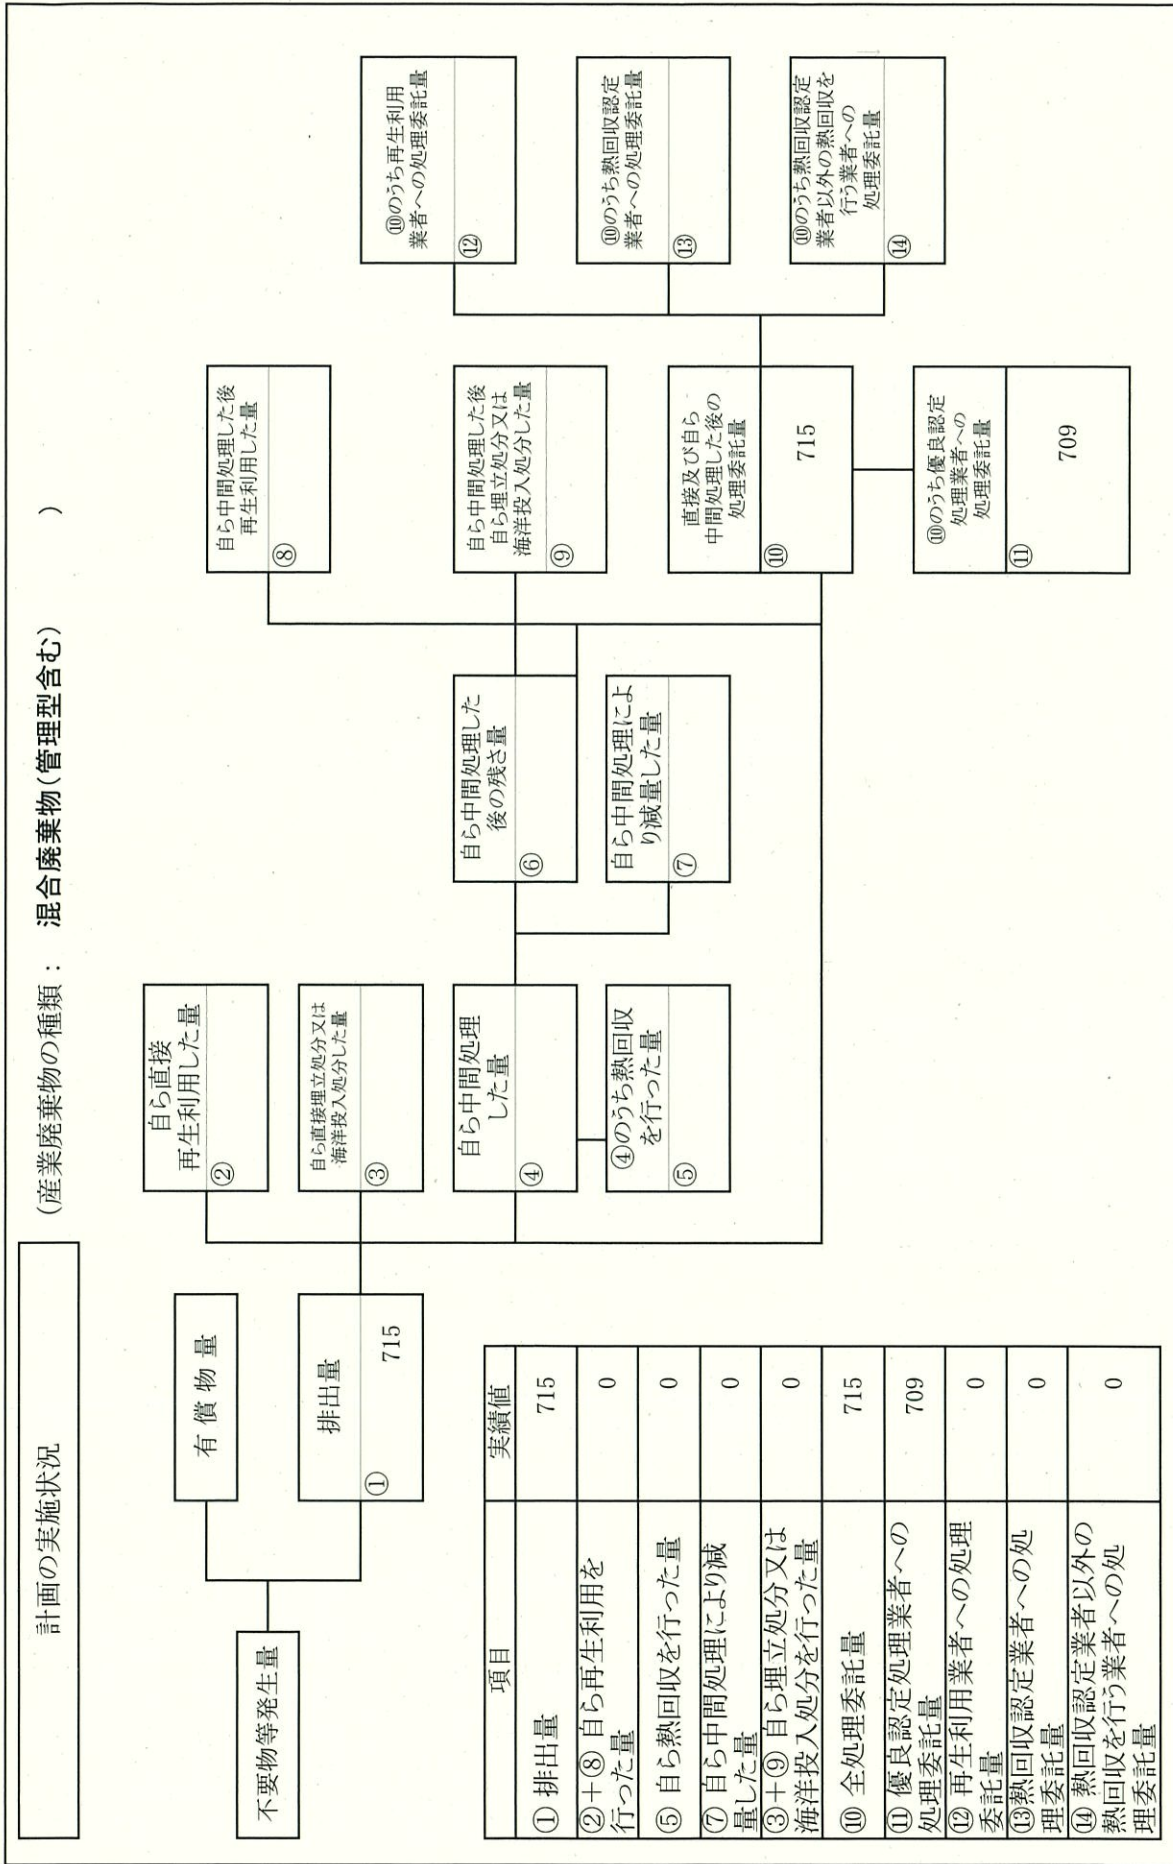 計画の実施状況
(産業廃棄物の種類： 混合廃棄物(管理型含む) )
不要物等発生量
有償物量
排出量
① 715
自ら直接
再生利用した量
②
自ら直接埋立処分又は
海洋投入処分した量
③
自ら中間処理
した量
④
④のうち熱回収
を行った量
⑤
自ら中間処理した
後の残さ量
⑥
自ら中間処理によ
り減量した量
⑦
自ら中間処理した後
再生利用した量
⑧
自ら中間処理した後
自ら埋立処分又は
海洋投入処分した量
⑨
直接及び自ら
中間処理した後の
処理委託量
⑩ 715
⑩のうち優良認定
処理業者への
処理委託量
⑪ 709
⑩のうち再生利用
業者への処理委託量
⑫
⑩のうち熱回収認定
業者への処理委託量
⑬
⑩のうち熱回収認定
業者以外の熱回収を
行う業者への
処理委託量
⑭
項目 実績値
① 排出量 715
②＋⑧ 自ら再生利用を
行った量 0
⑤ 自ら熱回収を行った量 0
⑦ 自ら中間処理により減
量した量 0
③＋⑨ 自ら埋立処分又は
海洋投入処分を行った量 0
⑩ 全処理委託量 715
⑪ 優良認定処理業者への
処理委託量 709
⑫ 再生利用業者への処理
委託量 0
⑬熱回収認定業者への処
理委託量 0
⑭ 熱回収認定業者以外の
熱回収を行う業者への処
理委託量 0